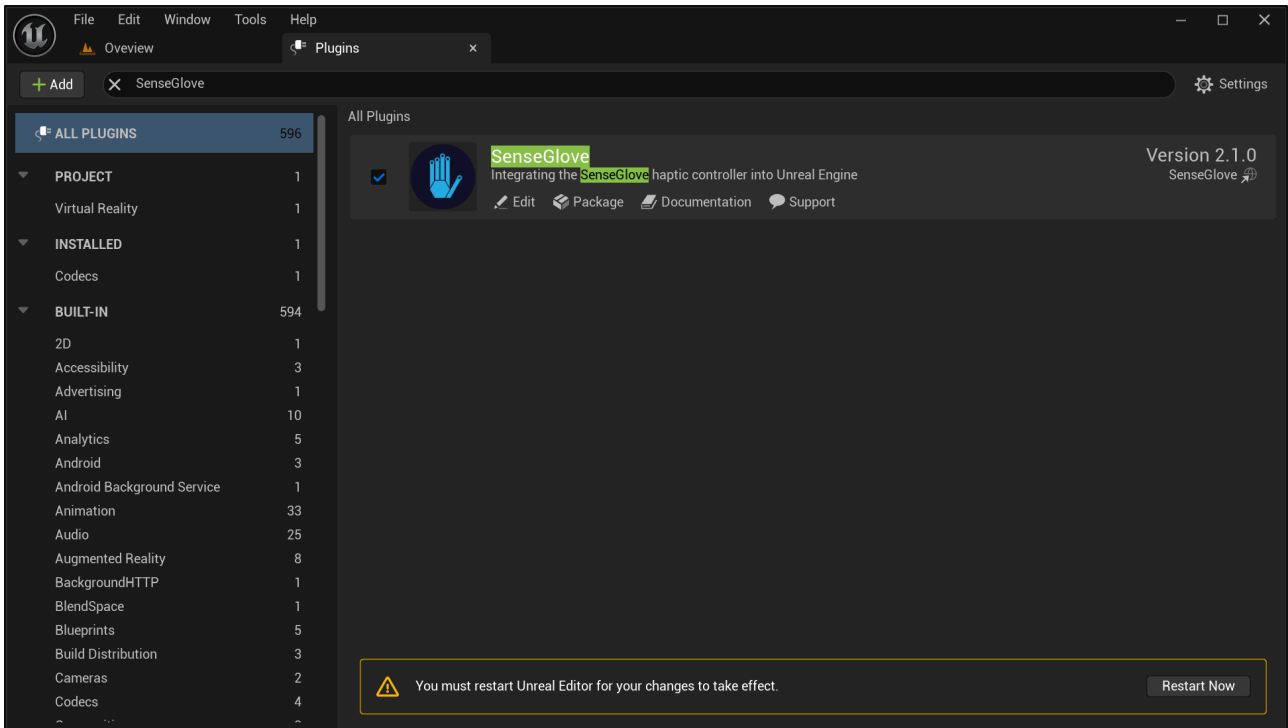 File Edit Window Tools Help
Oveview
Plugins
+ Add
SenseGlove
Settings
ALL PLUGINS 596
PROJECT 1
Virtual Reality 1
INSTALLED 1
Codecs 1
BUILT-IN 594
2D 1
Accessibility 3
Advertising 1
AI 10
Analytics 5
Android 3
Android Background Service 1
Animation 33
Audio 25
Augmented Reality 8
BackgroundHTTP 1
BlendSpace 1
Blueprints 5
Build Distribution 3
Cameras 2
Codecs 4
All Plugins
SenseGlove
Integrating the SenseGlove haptic controller into Unreal Engine
Edit Package Documentation Support
Version 2.1.0
SenseGlove
You must restart Unreal Editor for your changes to take effect.
Restart Now